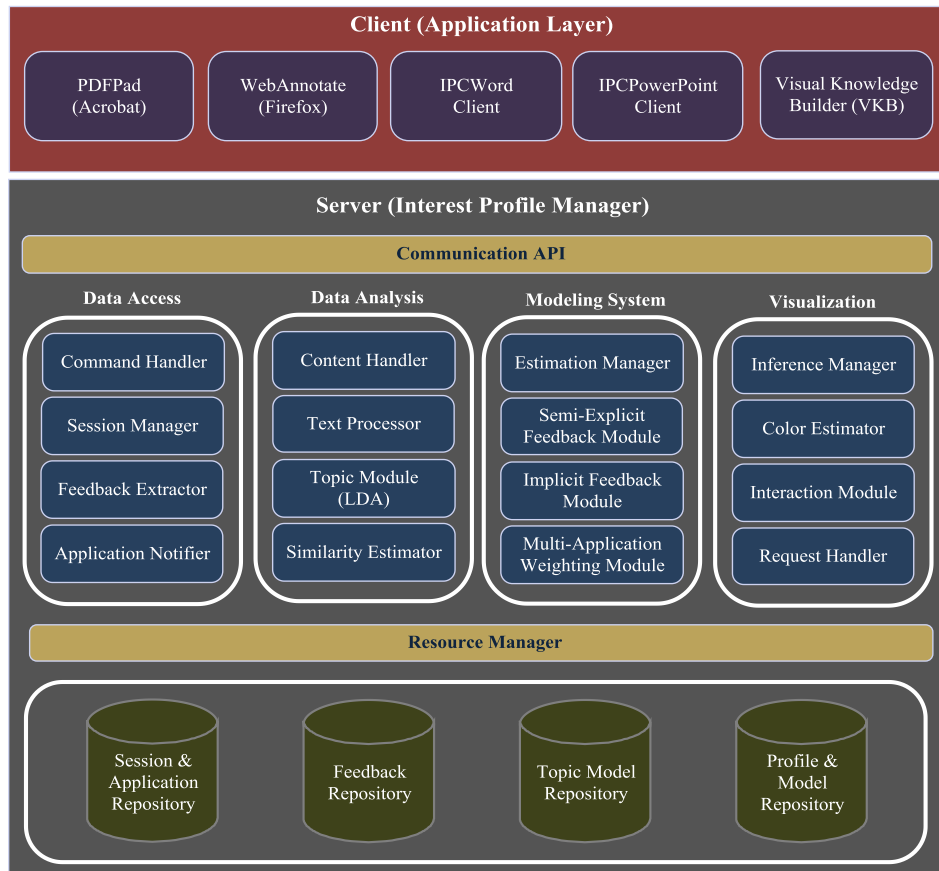 Client (Application Layer)
PDFPad
(Acrobat)
WebAnnotate
(Firefox)
IPCWord
Client
IPCPowerPoint
Client
Visual Knowledge
Builder (VKB)
Server (Interest Profile Manager)
Communication API
Data Access
Command Handler
Session Manager
Feedback Extractor
Application Notifier
Data Analysis
Content Handler
Text Processor
Topic Module
(LDA)
Similarity Estimator
Modeling System
Estimation Manager
Semi-Explicit
Feedback Module
Implicit Feedback
Module
Multi-Application
Weighting Module
Visualization
Inference Manager
Color Estimator
Interaction Module
Request Handler
Resource Manager
Session &
Application
Repository
Feedback
Repository
Topic Model
Repository
Profile &
Model
Repository